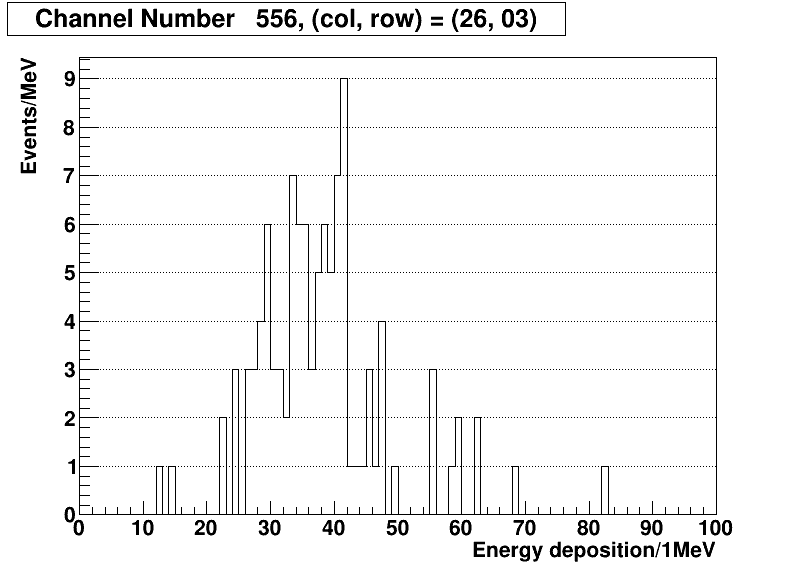 Channel Number 556, (col, row) = (26, 03)
Events/MeV
9
8
7
6
5
4
3
2
1
0
0 10 20 30 40 50 60 70 80 90 100
Energy deposition/1MeV